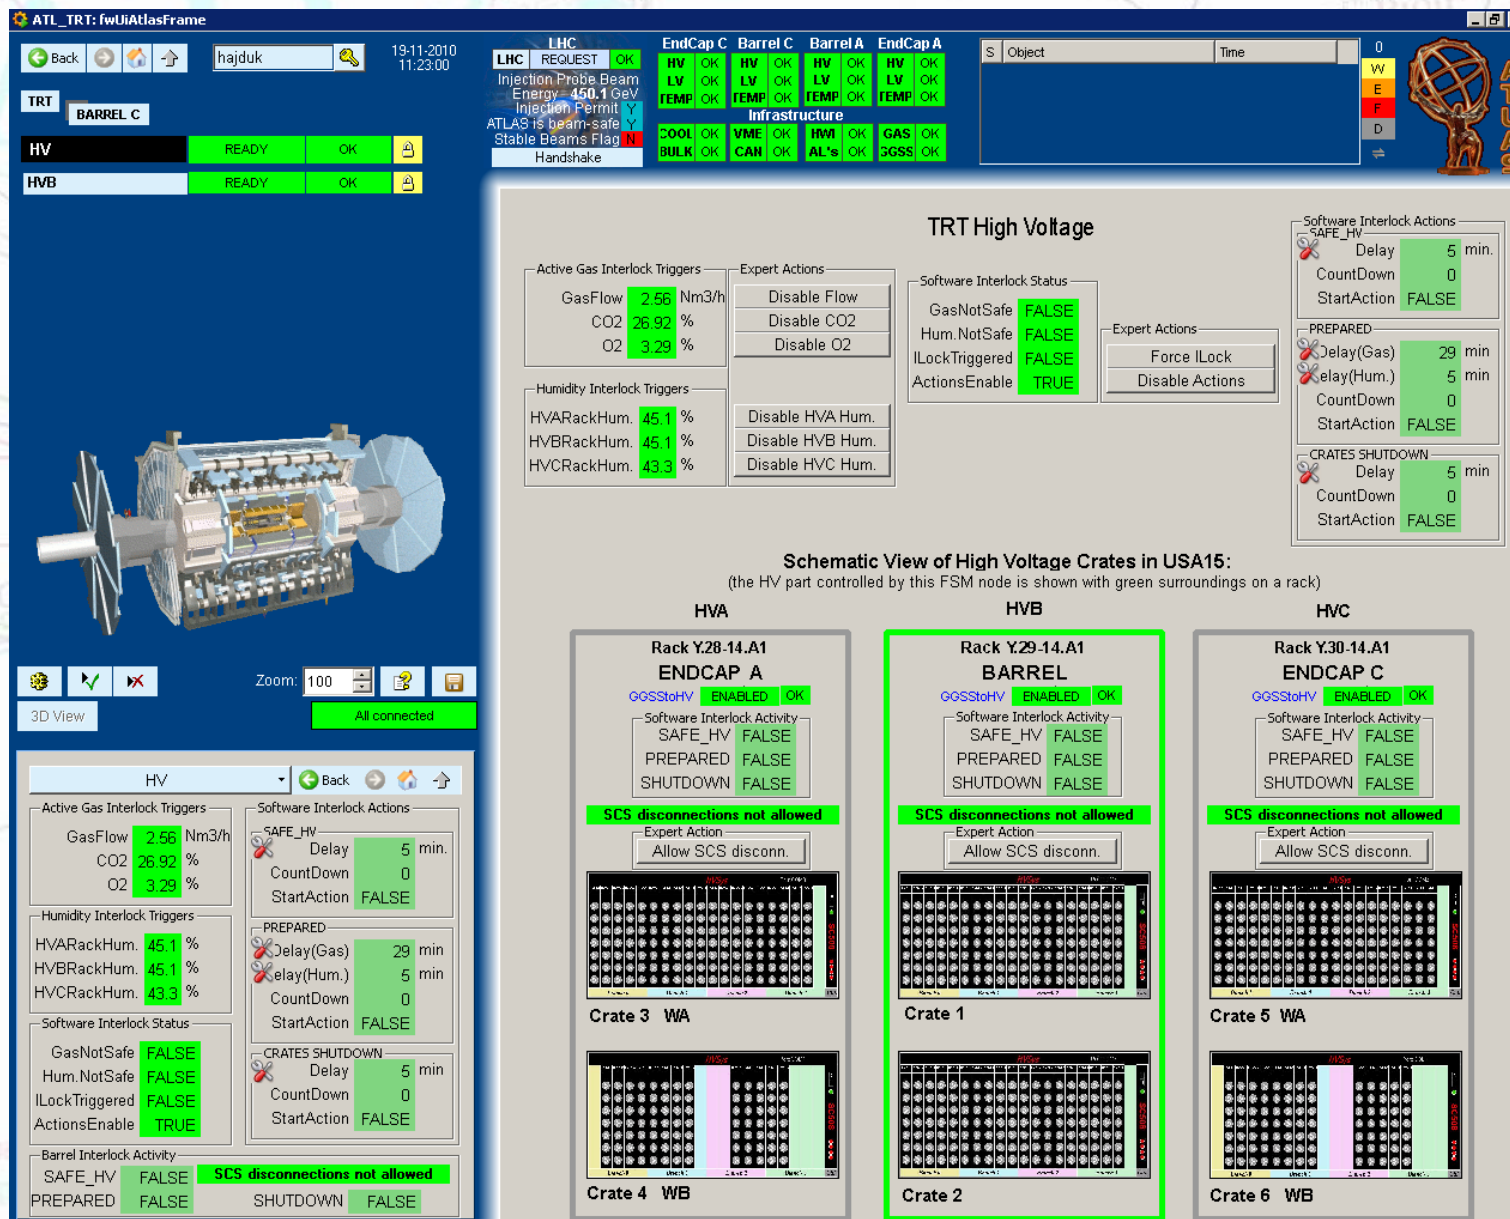 ATL_TRT: fwUiAtlasFrame
Back
hajduk
19-11-2010
11:23:00
TRT
BARREL C
HV READY OK
HVB READY OK
LHC
LHC REQUEST OK
Injection Probe Beam
Energy 450.1 GeV
Injection Permit Y
ATLAS is beam-safe Y
Stable Beams Flag N
Handshake
EndCap C Barrel C Barrel A EndCap A
HV OK HV OK HV OK HV OK
LV OK LV OK LV OK LV OK
TEMP OK TEMP OK TEMP OK TEMP OK
Infrastructure
COOL OK VME OK HWI OK GAS OK
BULK OK CAN OK AL's OK GGSS OK
S Object Time
0
W
E
F
D
TRT High Voltage
Active Gas Interlock Triggers
GasFlow 2.56 Nm3/h
CO2 26.92 %
O2 3.29 %
Humidity Interlock Triggers
HVARackHum. 45.1 %
HVBRackHum. 45.1 %
HVCRackHum. 43.3 %
Expert Actions
Disable Flow
Disable CO2
Disable O2
Disable HVA Hum.
Disable HVB Hum.
Disable HVC Hum.
Software Interlock Status
GasNotSafe FALSE
Hum.NotSafe FALSE
ILockTriggered FALSE
ActionsEnable TRUE
Expert Actions
Force ILock
Disable Actions
Software Interlock Actions
SAFE_HV
Delay 5 min.
CountDown 0
StartAction FALSE
PREPARED
Delay(Gas) 29 min
elay(Hum.) 5 min
CountDown 0
StartAction FALSE
CRATES SHUTDOWN
Delay 5 min
CountDown 0
StartAction FALSE
Schematic View of High Voltage Crates in USA15:
(the HV part controlled by this FSM node is shown with green surroundings on a rack)
HVA
Rack Y.28-14.A1
ENDCAP A
GGSStoHV ENABLED OK
Software Interlock Activity
SAFE_HV FALSE
PREPARED FALSE
SHUTDOWN FALSE
SCS disconnections not allowed
Expert Action
Allow SCS disconn.
HVSys
Crate 3 WA
HVSys
Crate 4 WB
HVB
Rack Y.29-14.A1
BARREL
GGSStoHV ENABLED OK
Software Interlock Activity
SAFE_HV FALSE
PREPARED FALSE
SHUTDOWN FALSE
SCS disconnections not allowed
Expert Action
Allow SCS disconn.
HVSys
Crate 1
HVSys
Crate 2
HVC
Rack Y.30-14.A1
ENDCAP C
GGSStoHV ENABLED OK
Software Interlock Activity
SAFE_HV FALSE
PREPARED FALSE
SHUTDOWN FALSE
SCS disconnections not allowed
Expert Action
Allow SCS disconn.
HVSys
Crate 5 WA
HVSys
Crate 6 WB
Zoom: 100
3D View
All connected
HV
Back
Active Gas Interlock Triggers
GasFlow 2.56 Nm3/h
CO2 26.92 %
O2 3.29 %
Humidity Interlock Triggers
HVARackHum. 45.1 %
HVBRackHum. 45.1 %
HVCRackHum. 43.3 %
Software Interlock Status
GasNotSafe FALSE
Hum.NotSafe FALSE
ILockTriggered FALSE
ActionsEnable TRUE
Software Interlock Actions
SAFE_HV
Delay 5 min.
CountDown 0
StartAction FALSE
PREPARED
Delay(Gas) 29 min
elay(Hum.) 5 min
CountDown 0
StartAction FALSE
CRATES SHUTDOWN
Delay 5 min
CountDown 0
StartAction FALSE
Barrel Interlock Activity
SAFE_HV FALSE SCS disconnections not allowed
PREPARED FALSE SHUTDOWN FALSE